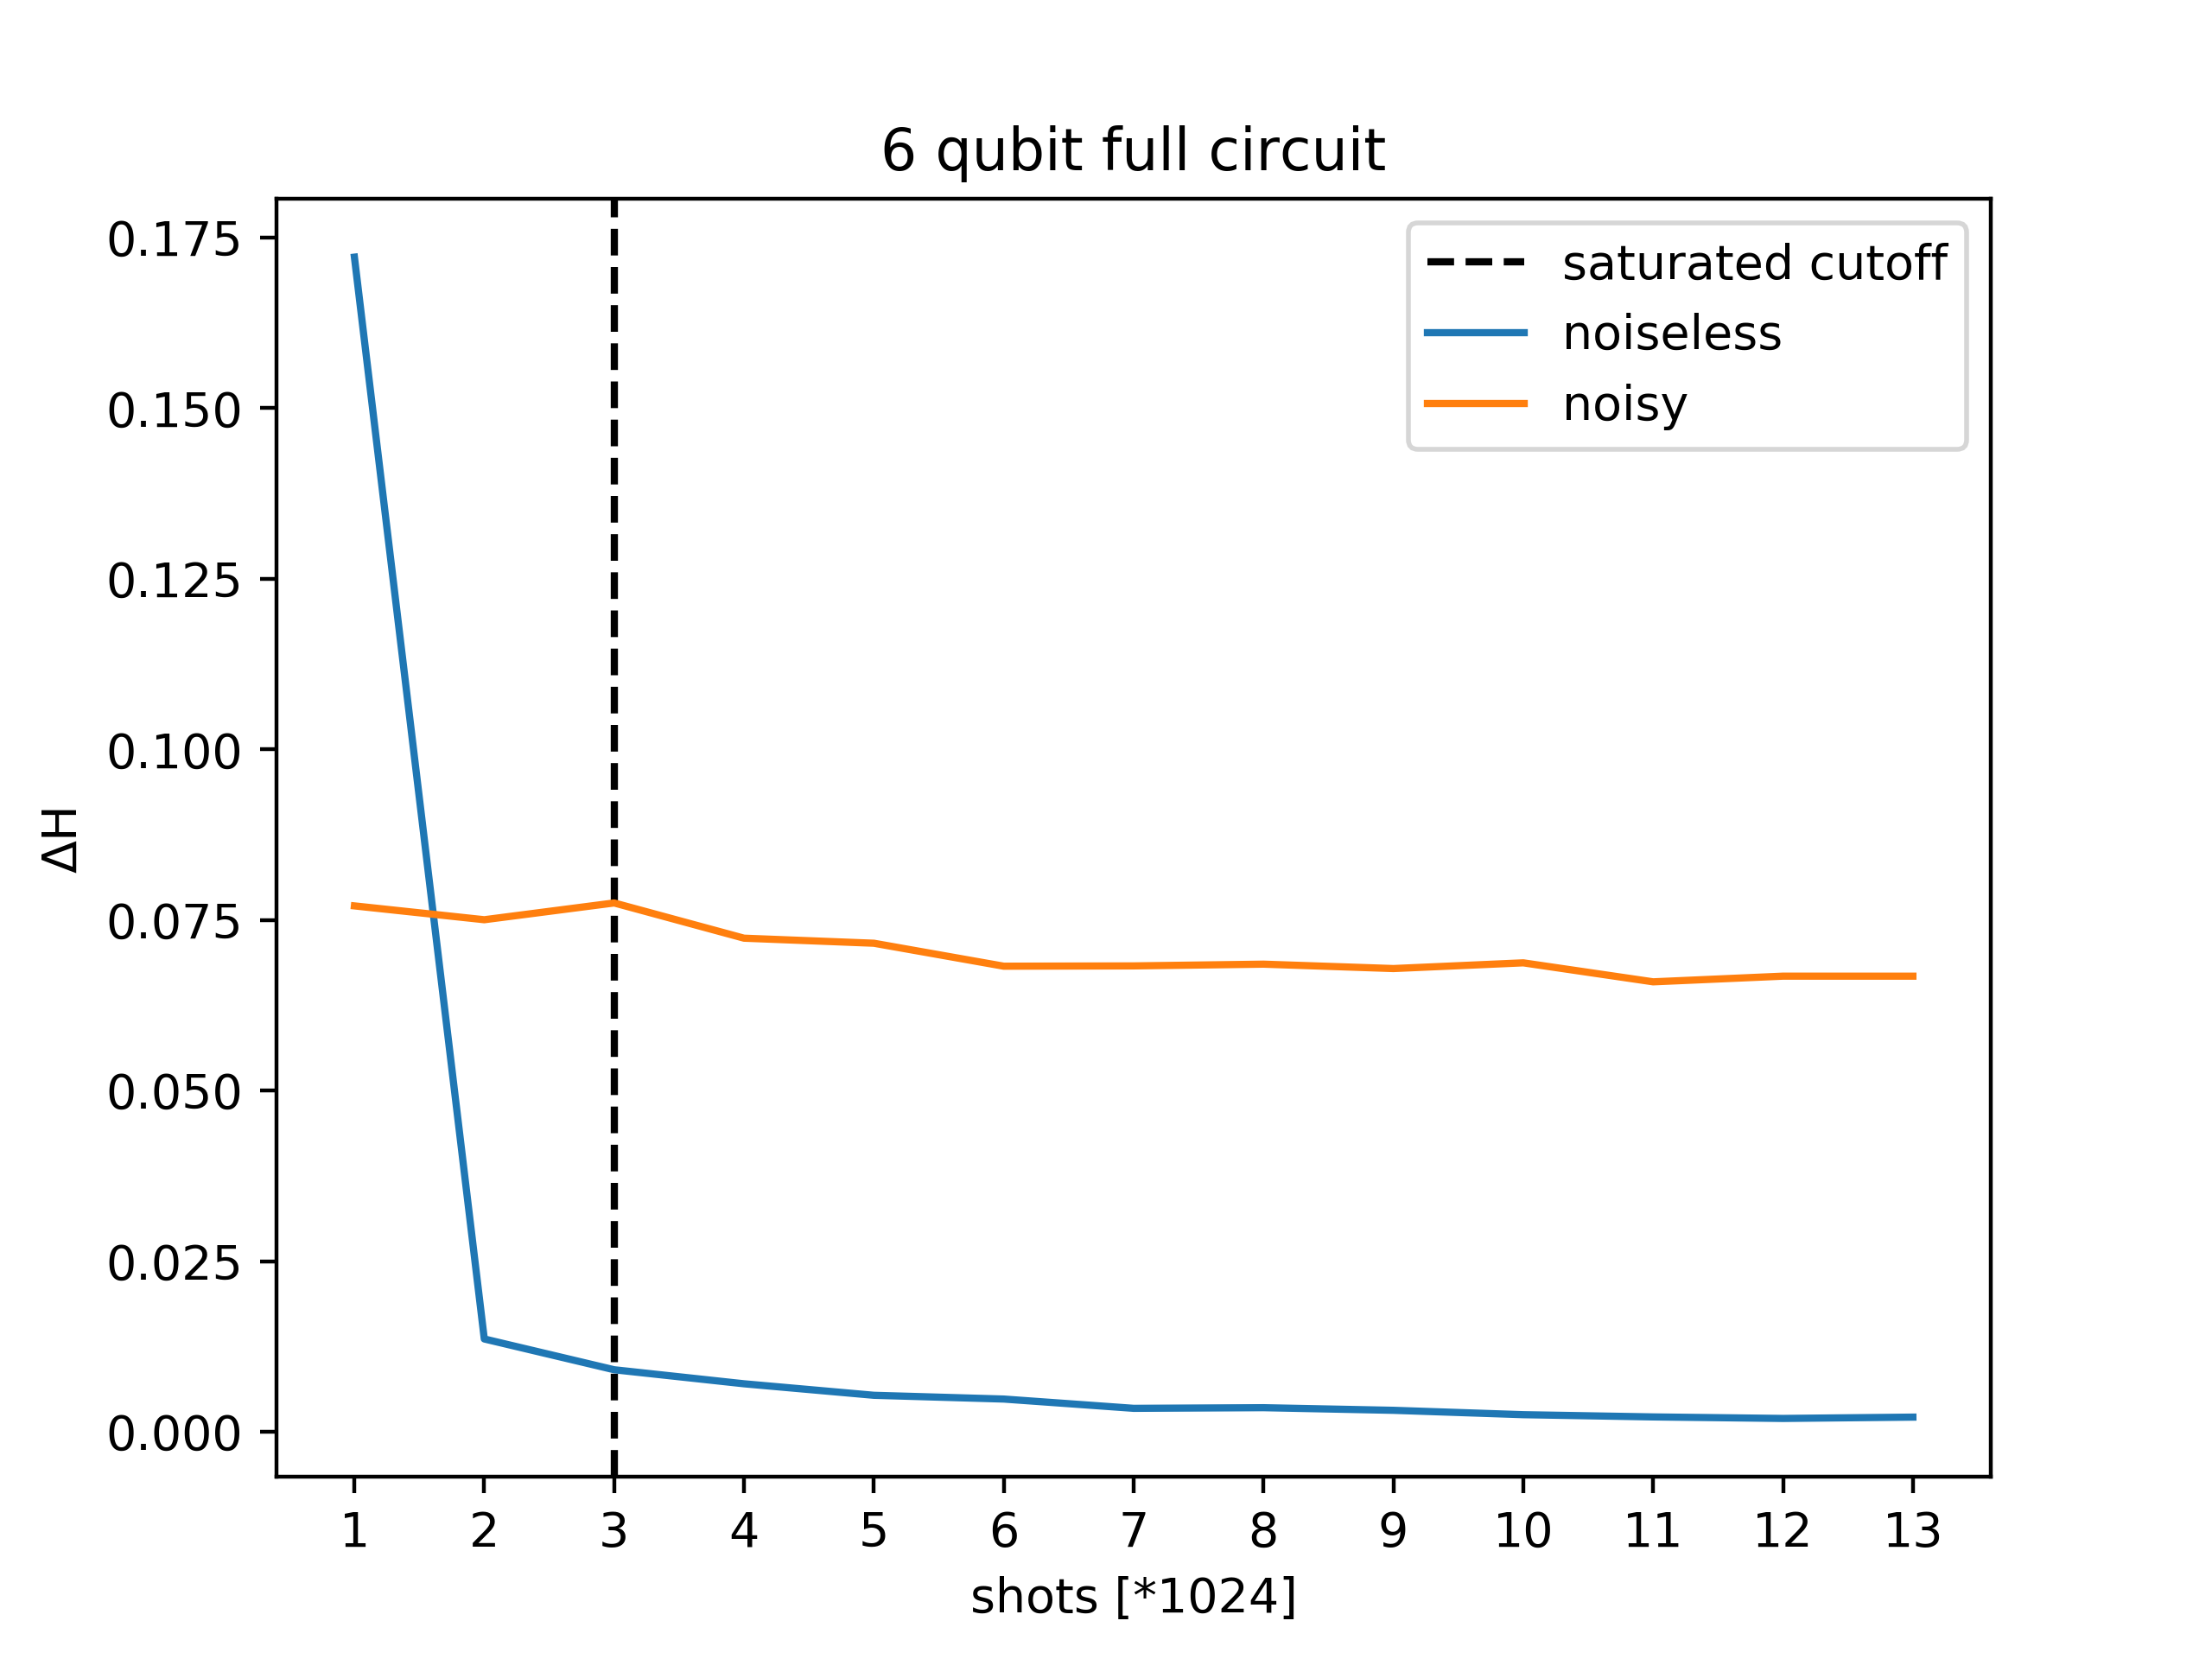 6 qubit full circuit
saturated cutoff
noiseless
noisy
ΔH
0.175
0.150
0.125
0.100
0.075
0.050
0.025
0.000
1 2 3 4 5 6 7 8 9 10 11 12 13
shots [*1024]